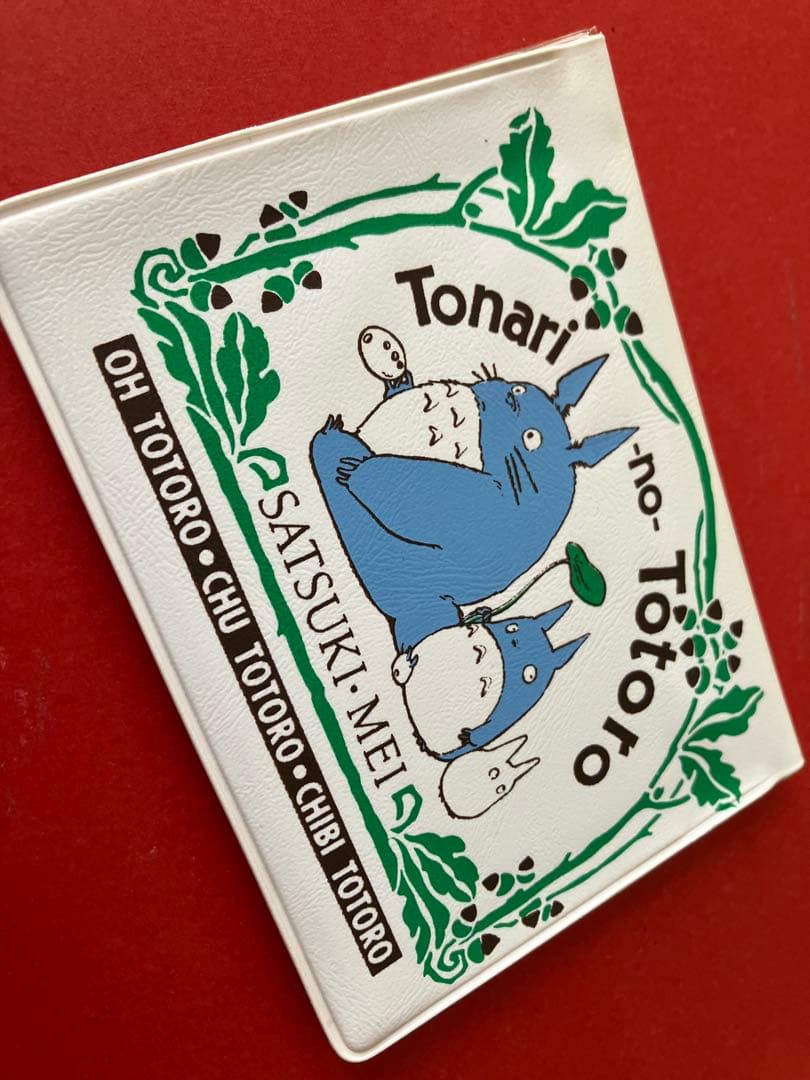 Tonari
-no- Totoro
SATSUKI·MEI
OH TOTORO·CHU TOTORO·CHIBI TOTORO